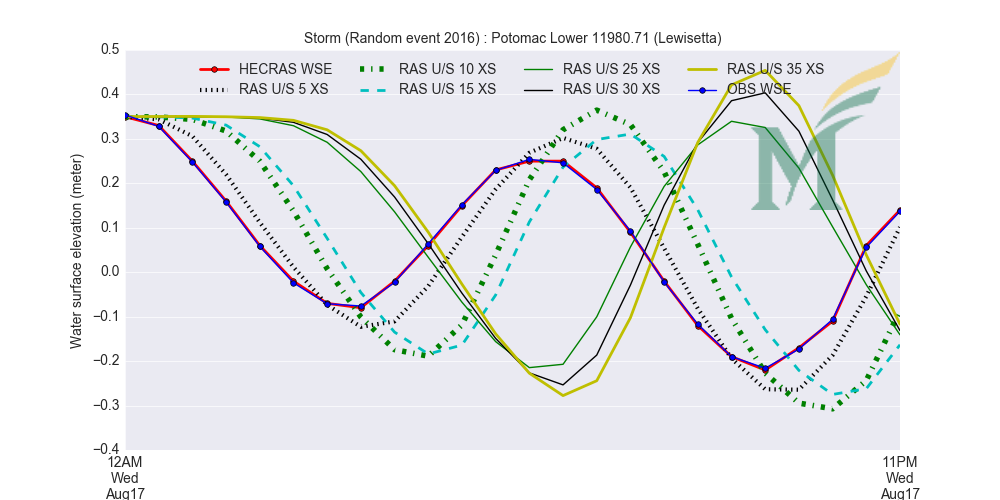 Storm (Random event 2016) : Potomac Lower 11980.71 (Lewisetta)
HECRAS WSE RAS U/S 10 XS RAS U/S 25 XS RAS U/S 35 XS
RAS U/S 5 XS RAS U/S 15 XS RAS U/S 30 XS OBS WSE
Water surface elevation (meter)
0.5
0.4
0.3
0.2
0.1
0.0
−0.1
−0.2
−0.3
−0.4
12AM
Wed
Aug17
11PM
Wed
Aug17
M